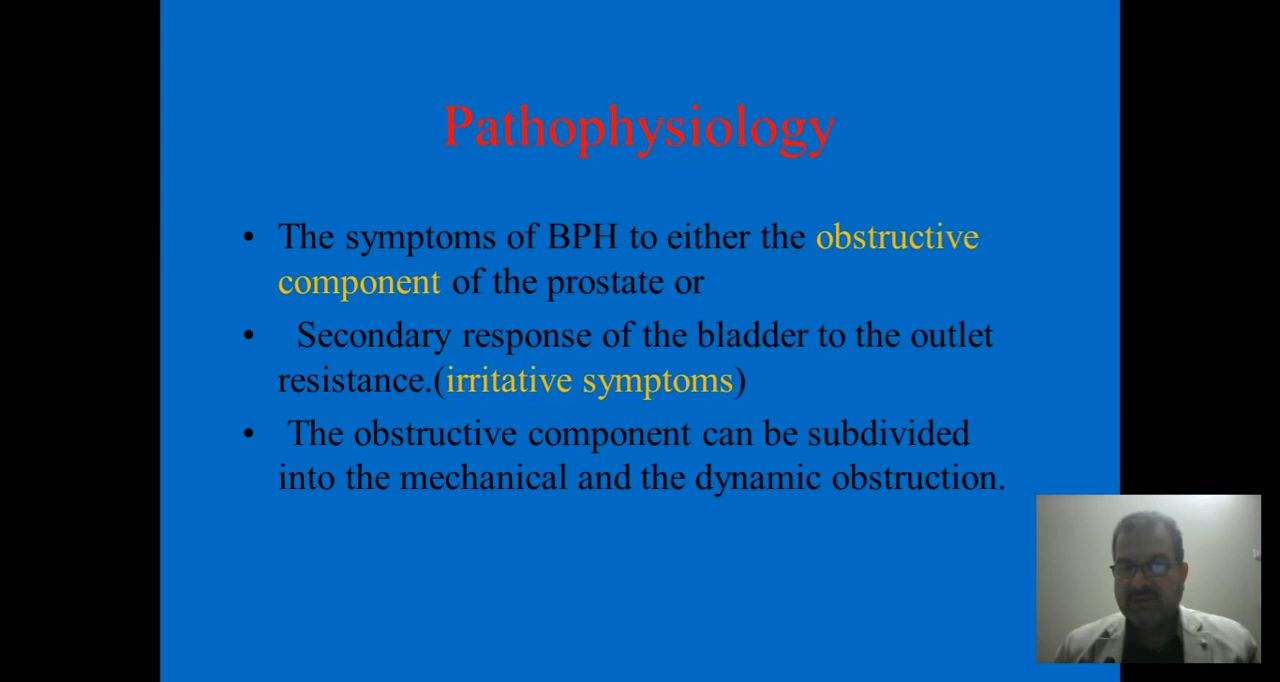 Pathophysiology
• The symptoms of BPH to either the obstructive
component of the prostate or
• Secondary response of the bladder to the outlet
resistance.(irritative symptoms)
• The obstructive component can be subdivided
into the mechanical and the dynamic obstruction.